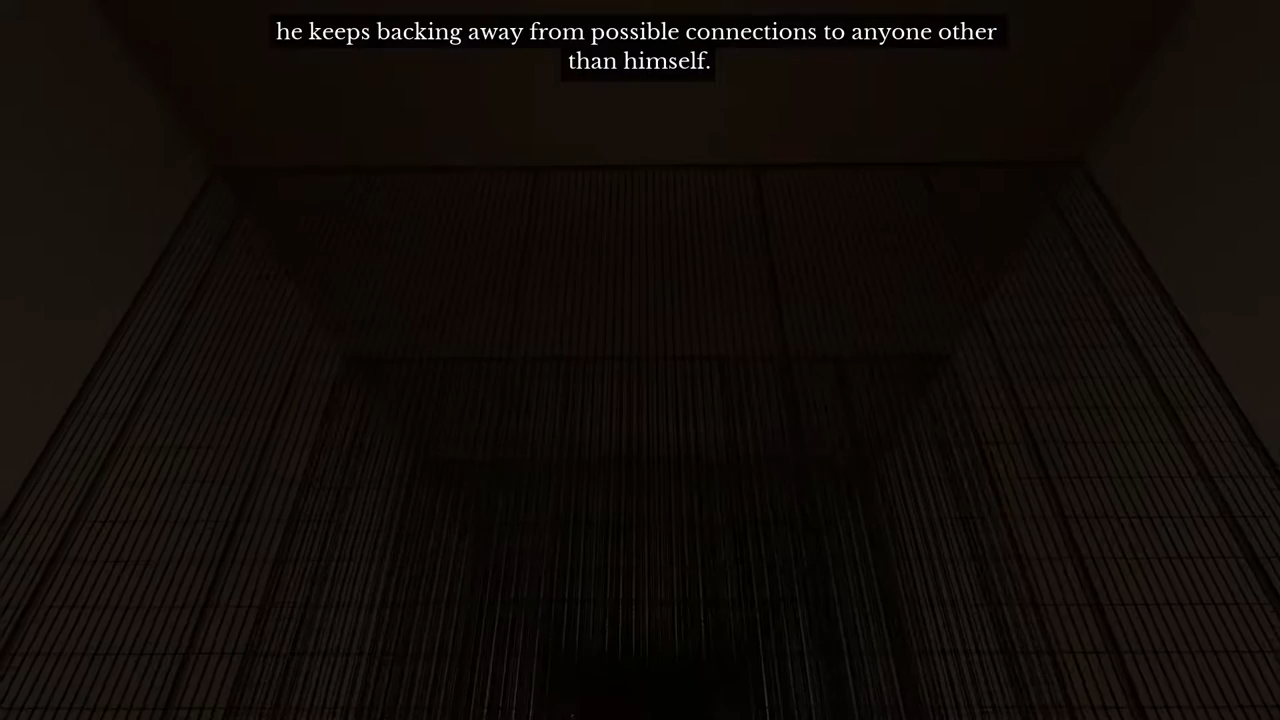 he keeps backing away from possible connections to anyone other
than himself.